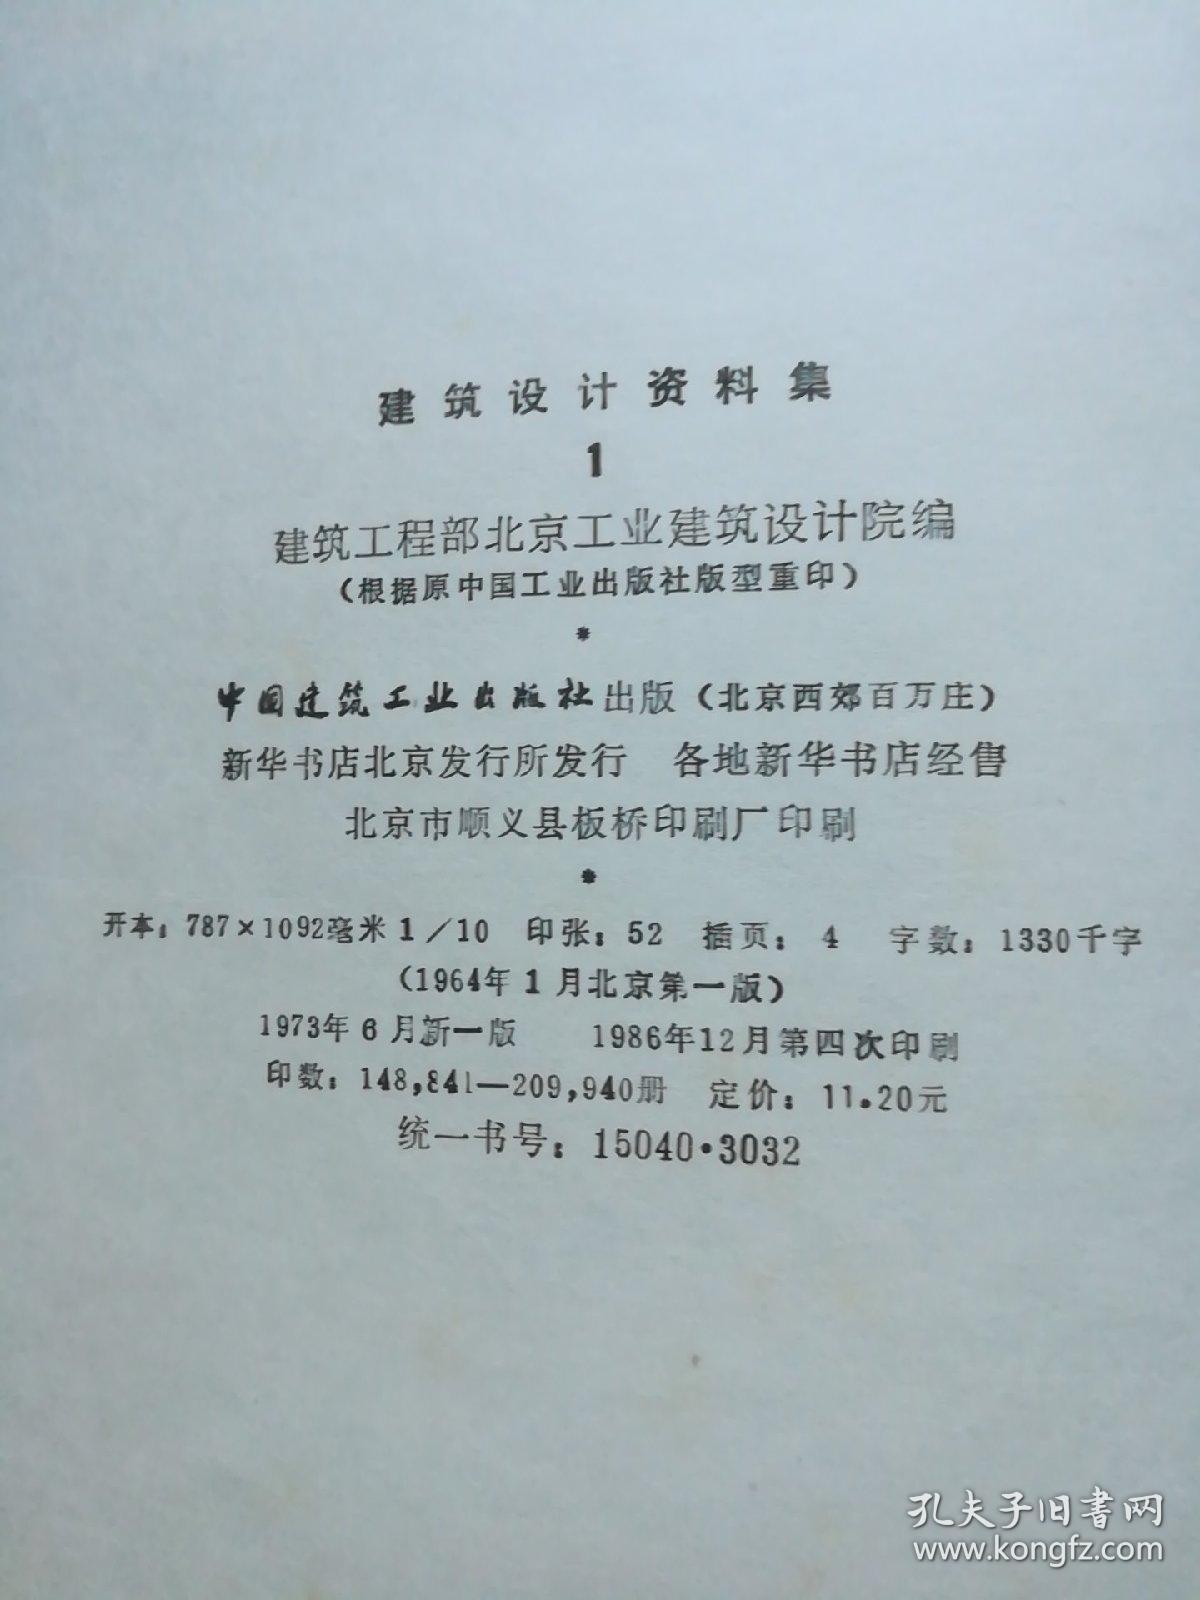 建筑设计资料集
1
建筑工程部北京工业建筑设计院编
（根据原中国工业出版社版型重印）
*
中国建筑工业出版社出版（北京西郊百万庄）
新华书店北京发行所发行 各地新华书店经售
北京市顺义县板桥印刷厂印刷
*
开本：787×1092毫米1/10 印张：52 插页：4 字数：1330千字
（1964年1月北京第一版）
1973年6月新一版 1986年12月第四次印刷
印数：148,841—209,940册 定价：11.20元
统一书号：15040·3032
孔夫子旧书网
www.kongfz.com